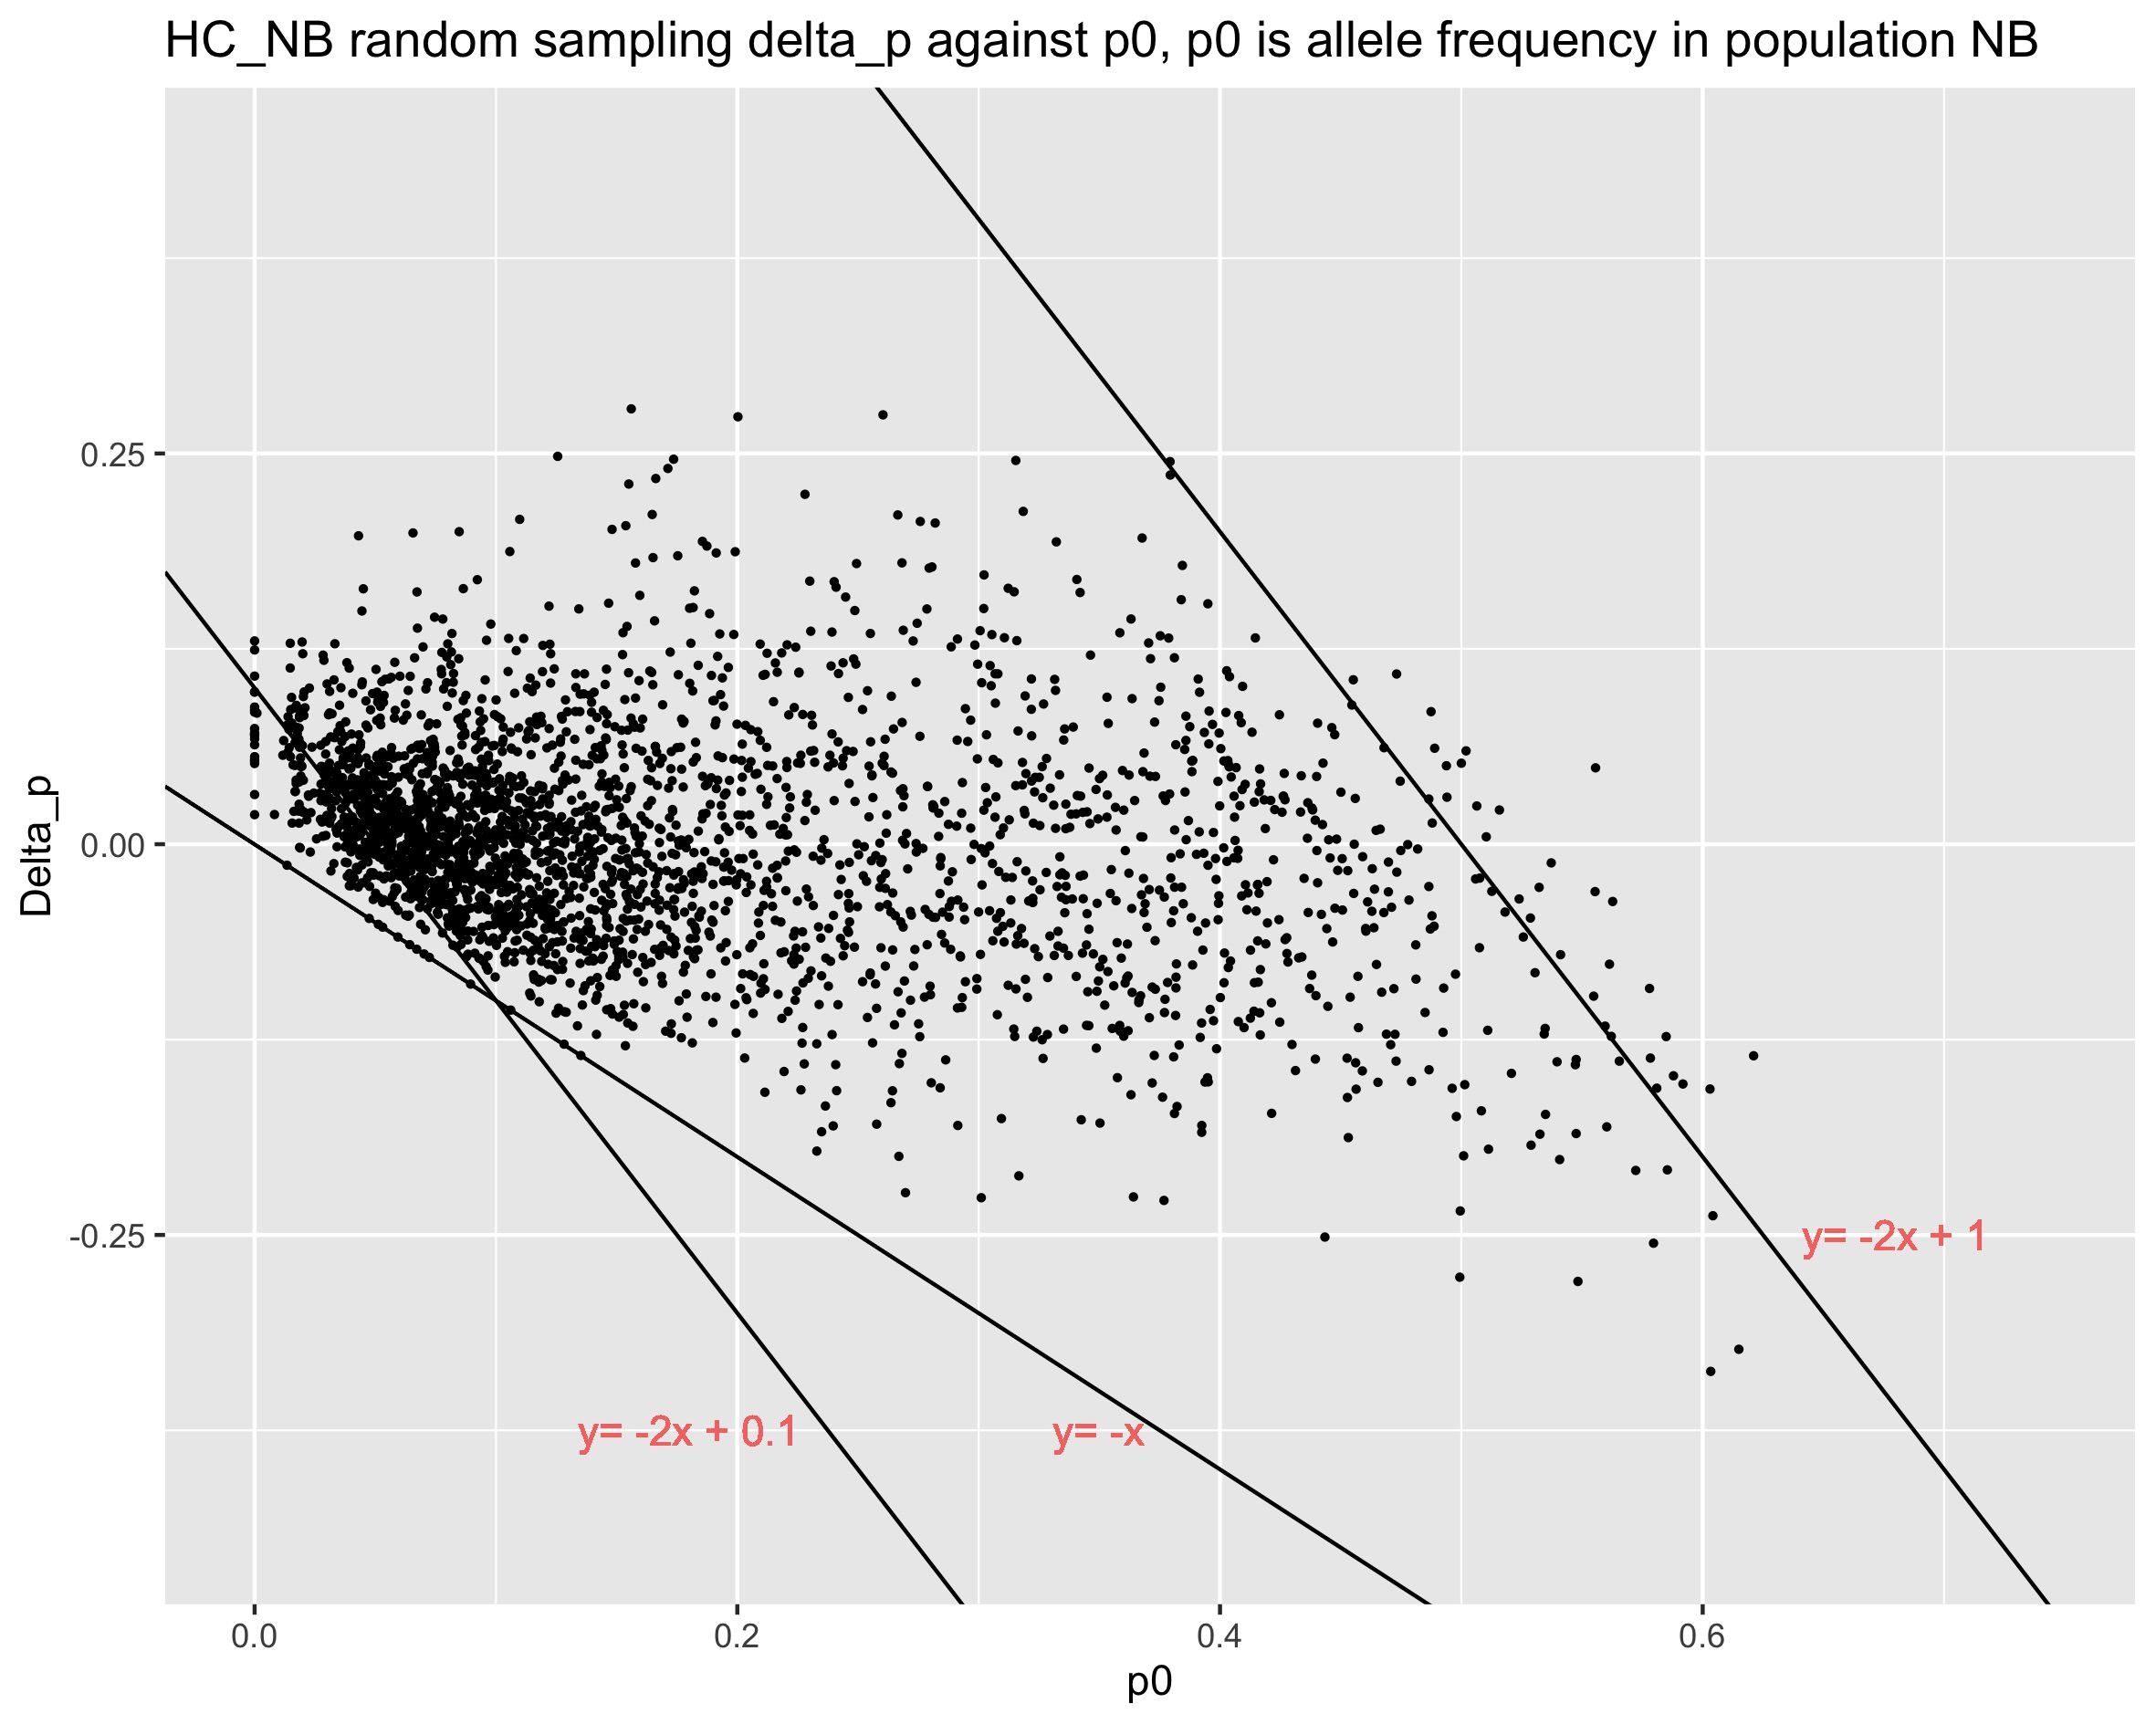 HC_NB random sampling delta_p against p0, p0 is allele frequency in population NB
0.25
0.00
-0.25
Delta_p
y= -2x + 1
y= -2x + 0.1
y= -x
0.0
0.2
0.4
0.6
p0